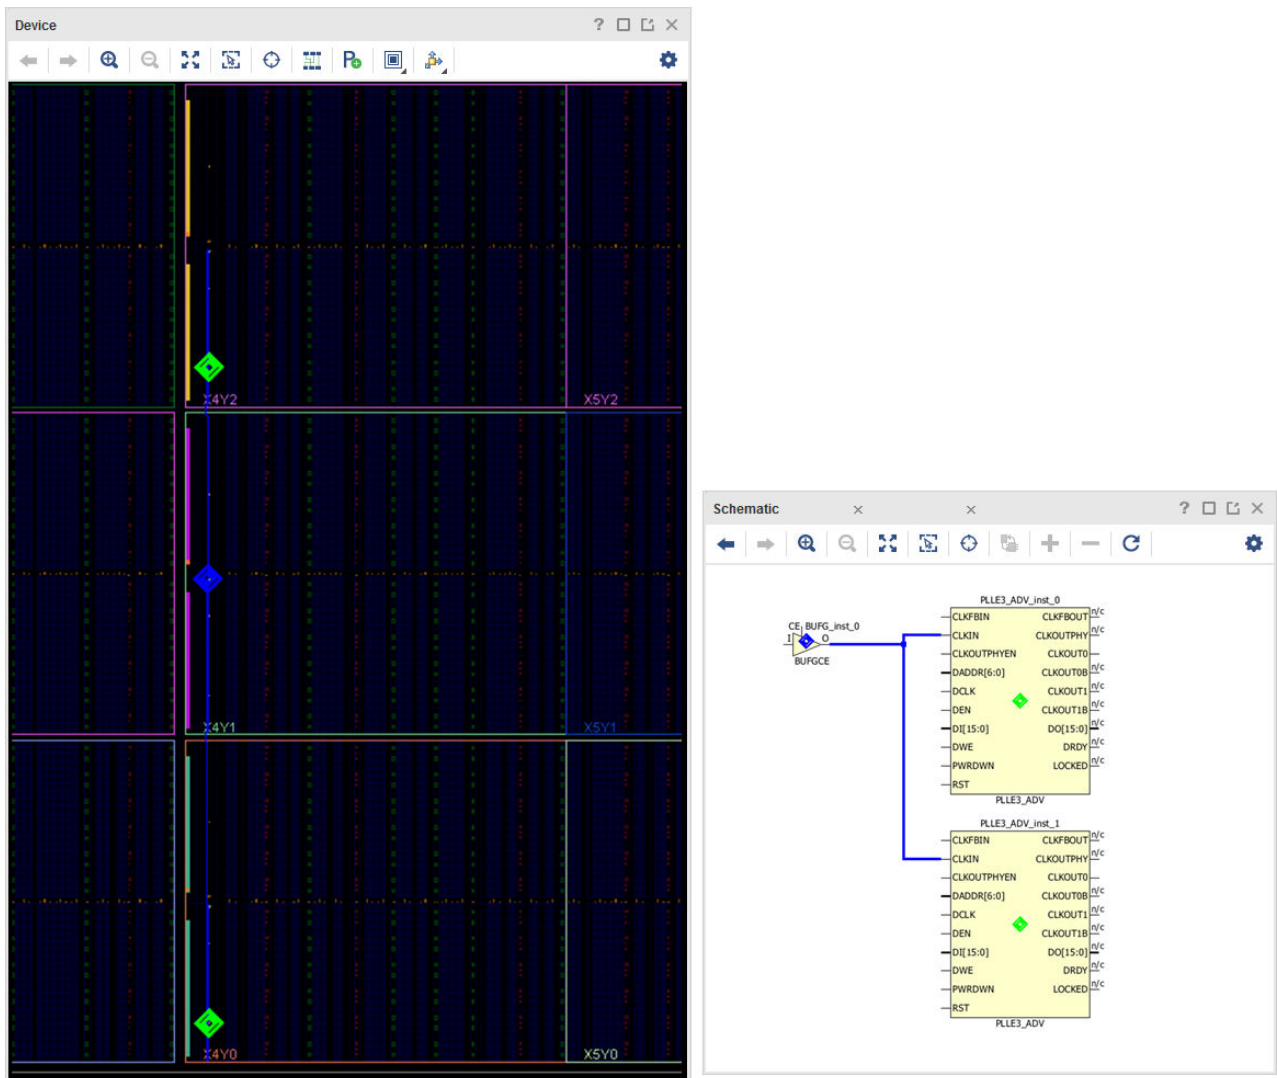 Device
X4Y2
X5Y2
X4Y1
X5Y1
X4Y0
X5Y0
Schematic
CE BUFG_inst_0
I O
BUFGCE
PLLE3_ADV_inst_0
CLKFBIN CLKFBOUT n/c
CLKIN CLKOUTPHY n/c
CLKOUTPHYEN CLKOUT0
DADDR[6:0] CLKOUT0B n/c
DCLK CLKOUT1 n/c
DEN CLKOUT1B n/c
DI[15:0] DO[15:0] n/c
DWE DRDY n/c
PWRDWN LOCKED n/c
RST
PLLE3_ADV
PLLE3_ADV_inst_1
CLKFBIN CLKFBOUT n/c
CLKIN CLKOUTPHY n/c
CLKOUTPHYEN CLKOUT0
DADDR[6:0] CLKOUT0B n/c
DCLK CLKOUT1 n/c
DEN CLKOUT1B n/c
DI[15:0] DO[15:0] n/c
DWE DRDY n/c
PWRDWN LOCKED n/c
RST
PLLE3_ADV